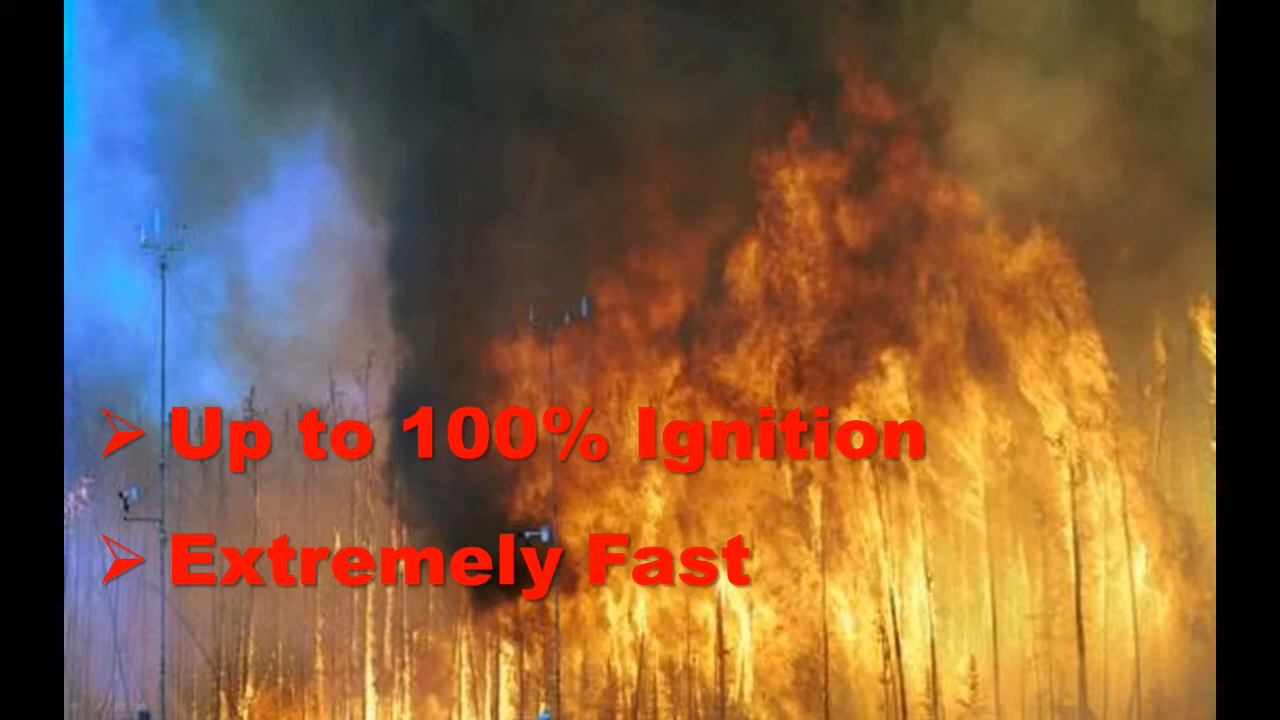 ➢ Up to 100% Ignition
➢ Extremely Fast